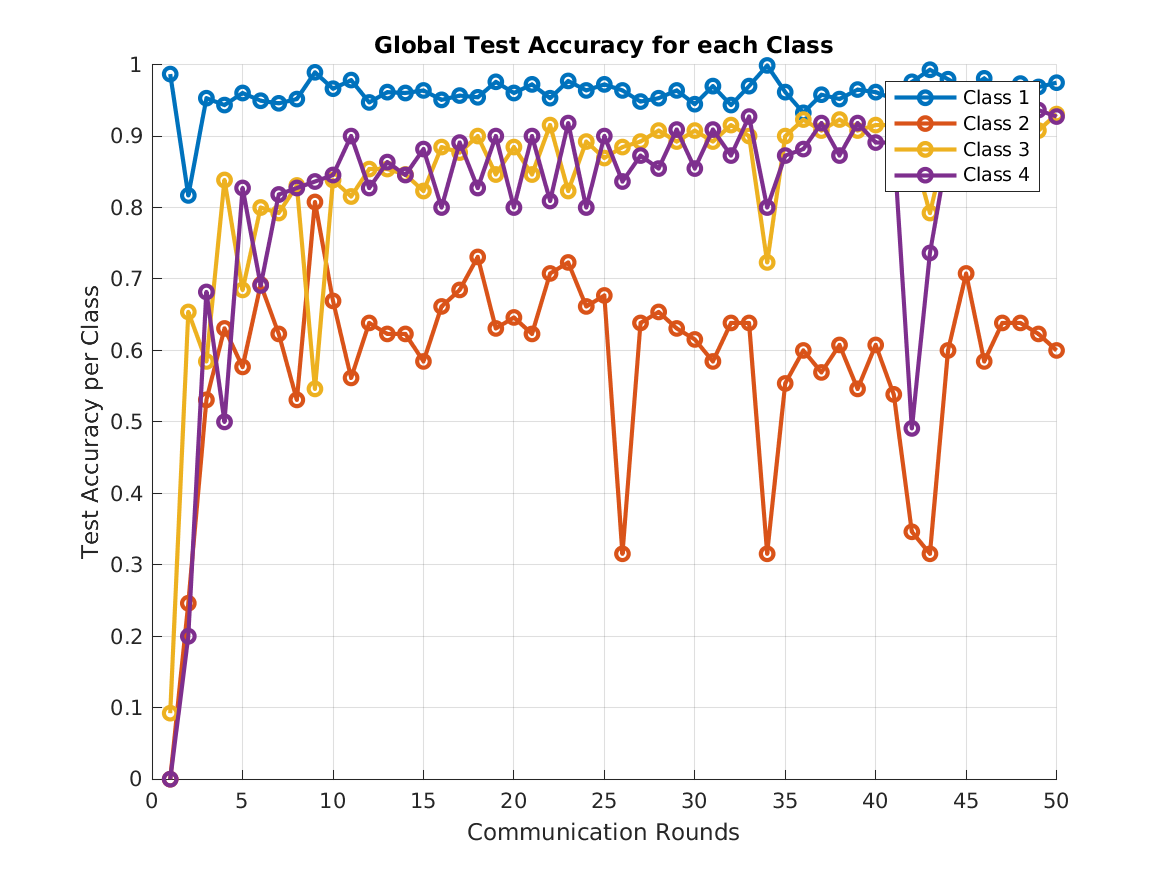 Global Test Accuracy for each Class
Test Accuracy per Class
1
0.9
0.8
0.7
0.6
0.5
0.4
0.3
0.2
0.1
0
0 5 10 15 20 25 30 35 40 45 50
Communication Rounds
Class 1
Class 2
Class 3
Class 4